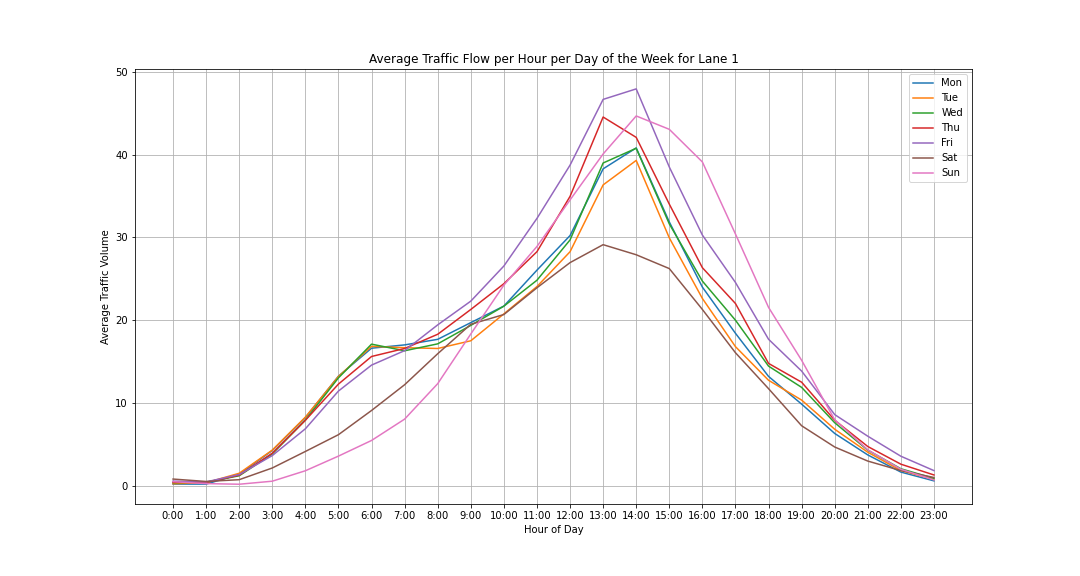 Average Traffic Flow per Hour per Day of the Week for Lane 1
50
40
30
20
10
0
Average Traffic Volume
Mon
Tue
Wed
Thu
Fri
Sat
Sun
0:00 1:00 2:00 3:00 4:00 5:00 6:00 7:00 8:00 9:00 10:00 11:00 12:00 13:00 14:00 15:00 16:00 17:00 18:00 19:00 20:00 21:00 22:00 23:00
Hour of Day